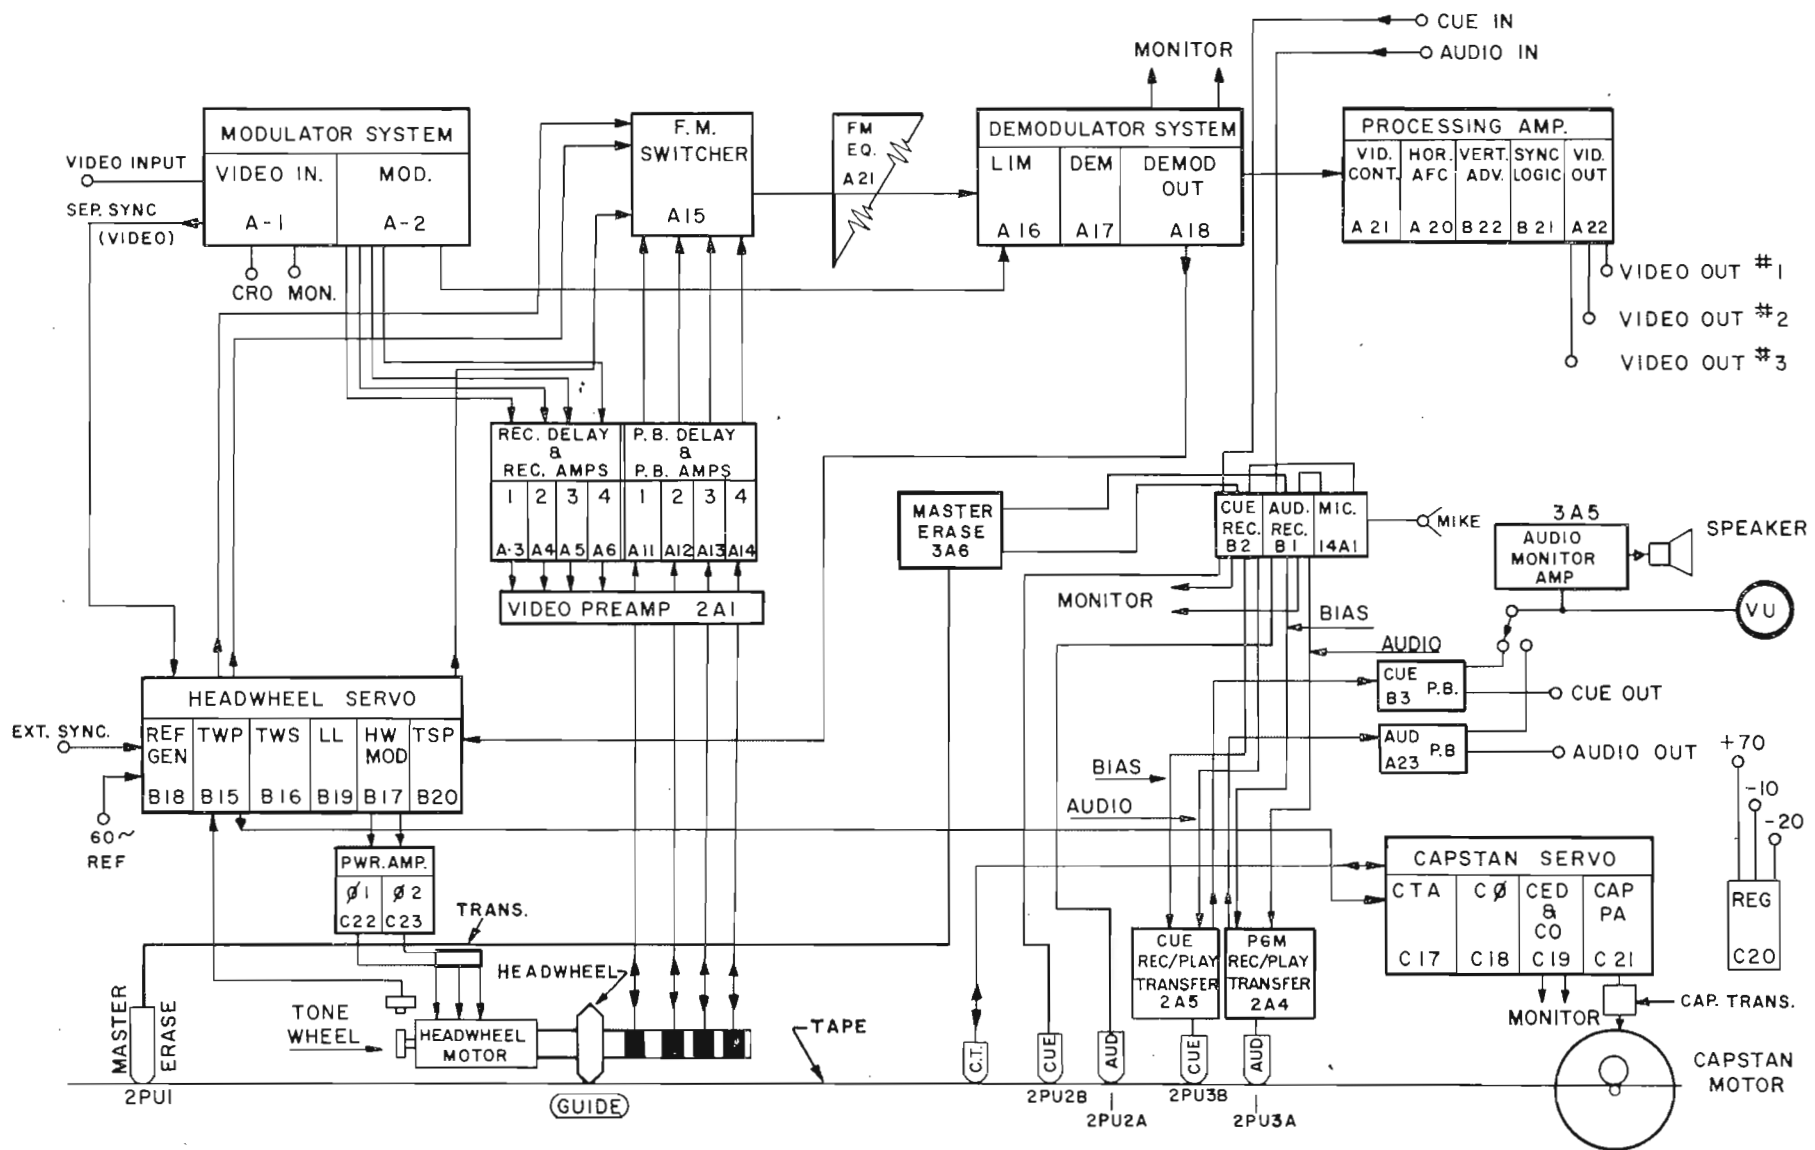 CUE IN
AUDIO IN
MONITOR
MODULATOR SYSTEM
VIDEO IN.
A-1
MOD.
A-2
VIDEO INPUT
SEP. SYNC
(VIDEO)
CRO MON.
F.M.
SWITCHER
A15
FM
EQ.
A21
DEMODULATOR SYSTEM
LIM
A16
DEM
A17
DEMOD
OUT
A18
PROCESSING AMP.
VID.
CONT.
A 21
HOR.
AFC
A 20
VERT.
ADV.
B 22
SYNC
LOGIC
B 21
VID.
OUT
A 22
VIDEO OUT #1
VIDEO OUT #2
VIDEO OUT #3
REC. DELAY
&
REC. AMPS
1 2 3 4
A-3 A4 A5 A6
P.B. DELAY
&
P.B. AMPS
1 2 3 4
A11 A12 A13 A14
VIDEO PREAMP 2A1
MASTER
ERASE
3A6
CUE
REC.
B2
AUD.
REC.
B1
MIC.
14A1
MIKE
3A5
AUDIO
MONITOR
AMP
SPEAKER
VU
MONITOR
BIAS
AUDIO
CUE
B3
P.B.
CUE OUT
AUD
A23
P.B
AUDIO OUT
HEADWHEEL SERVO
REF
GEN
B18
TWP
B15
TWS
B16
LL
B19
HW
MOD
B17
TSP
B20
EXT. SYNC.
60~
REF
BIAS
AUDIO
+70
-10
-20
REG
C20
PWR. AMP.
Ø1
C22
Ø2
C23
TRANS.
CAPSTAN SERVO
CTA
C17
CØ
C18
CED
&
CO
C19
CAP
PA
C 21
CUE
REC/PLAY
TRANSFER
2A5
PGM
REC/PLAY
TRANSFER
2A4
MONITOR
CAP. TRANS.
CAPSTAN
MOTOR
MASTER
ERASE
2PU1
TONE
WHEEL
HEADWHEEL
MOTOR
HEADWHEEL
GUIDE
TAPE
C.T.
CUE
2PU2B
AUD
2PU2A
CUE
2PU3B
AUD
2PU3A